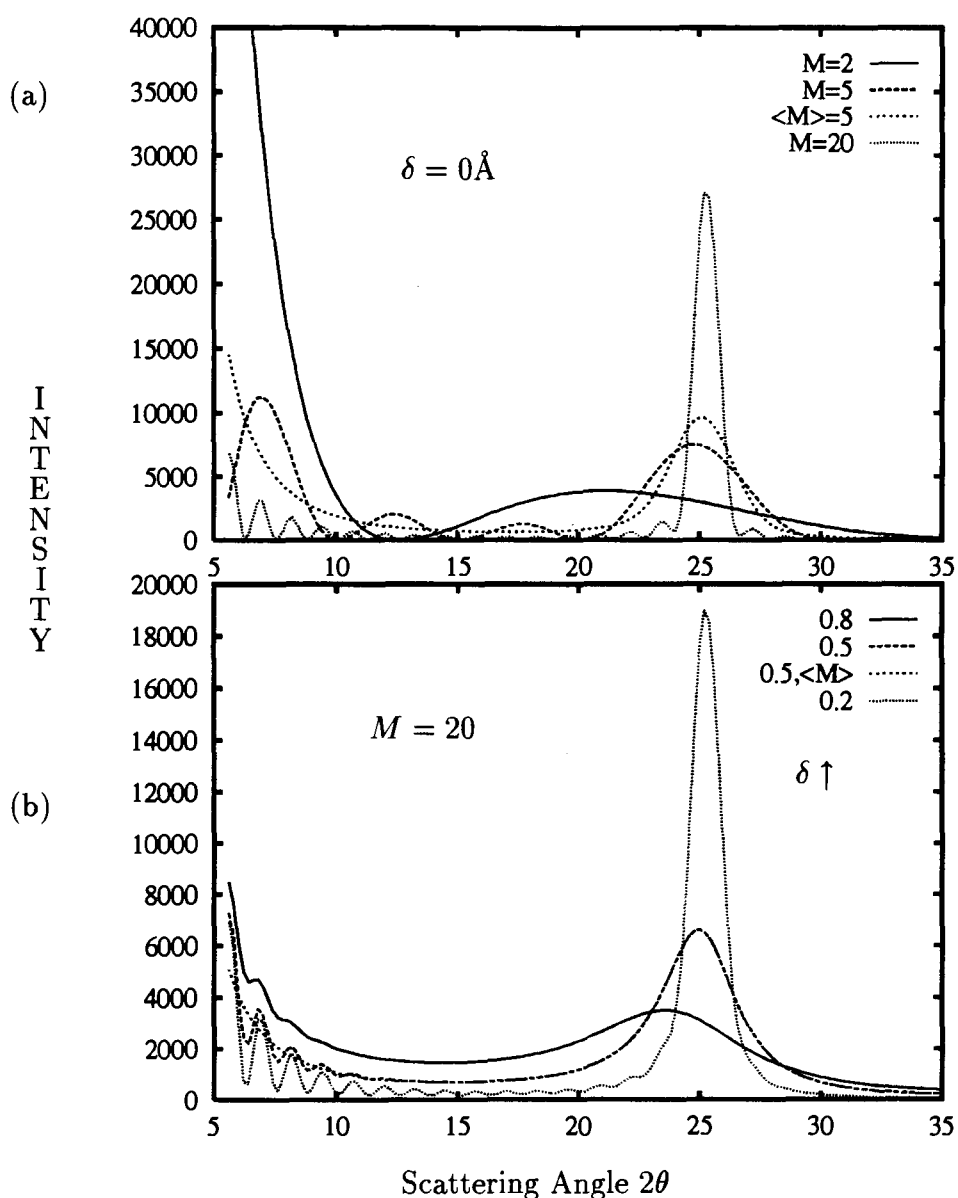 (a)
40000
35000
30000
25000
20000
15000
10000
5000
0
M=2
M=5
<M>=5
M=20
δ = 0Å
5 10 15 20 25 30 35
INTENSITY
(b)
20000
18000
16000
14000
12000
10000
8000
6000
4000
2000
0
0.8
0.5
0.5,<M>
0.2
M = 20
δ ↑
5 10 15 20 25 30 35
Scattering Angle 2θ